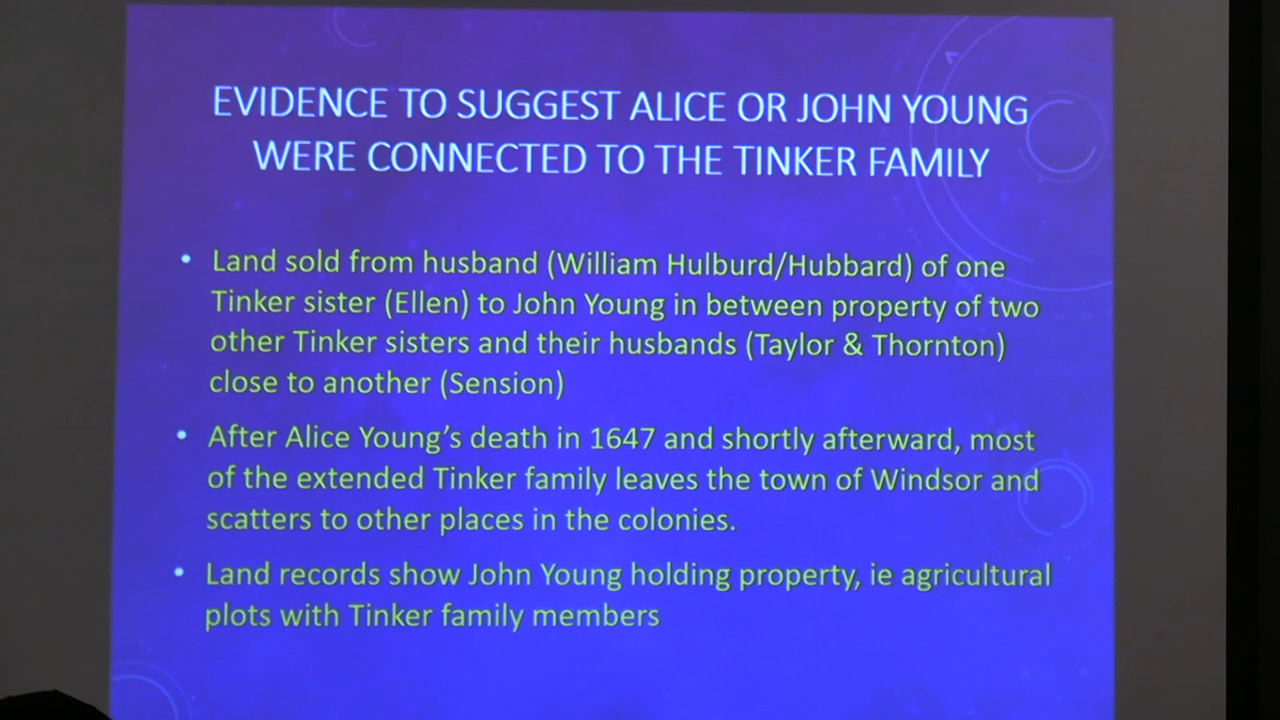 EVIDENCE TO SUGGEST ALICE OR JOHN YOUNG
WERE CONNECTED TO THE TINKER FAMILY
• Land sold from husband (William Hulburd/Hubbard) of one
Tinker sister (Ellen) to John Young in between property of two
other Tinker sisters and their husbands (Taylor & Thornton)
close to another (Sension)
• After Alice Young’s death in 1647 and shortly afterward, most
of the extended Tinker family leaves the town of Windsor and
scatters to other places in the colonies.
• Land records show John Young holding property, ie agricultural
plots with Tinker family members